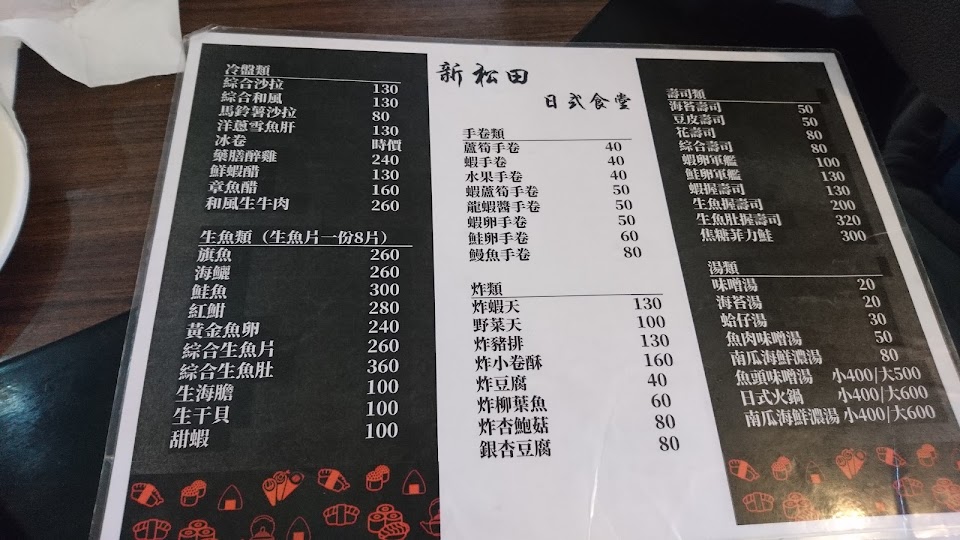 新松田
日式食堂
冷盤類
綜合沙拉 130
綜合和風 130
馬鈴薯沙拉 80
洋蔥雪魚肝 130
冰卷 時價
藥膳醉雞 240
鮮蝦醋 130
章魚醋 160
和風生牛肉 260
生魚類（生魚片一份8片）
旗魚 260
海鱺 260
鮭魚 300
紅魽 280
黃金魚卵 240
綜合生魚片 260
綜合生魚肚 360
生海膽 100
生干貝 100
甜蝦 100
手卷類
蘆筍手卷 40
蝦手卷 40
水果手卷 40
蝦蘆筍手卷 50
龍蝦醬手卷 50
蝦卵手卷 50
鮭卵手卷 60
鰻魚手卷 80
炸類
炸蝦天 130
野菜天 100
炸豬排 130
炸小卷酥 160
炸豆腐 40
炸柳葉魚 60
炸杏鮑菇 80
銀杏豆腐 80
壽司類
海苔壽司 50
豆皮壽司 50
花壽司 80
綜合壽司 80
蝦卵軍艦 100
鮭卵軍艦 130
蝦握壽司 130
生魚握壽司 200
生魚肚握壽司 320
焦糖菲力鮭 300
湯類
味噌湯 20
海苔湯 20
蛤仔湯 30
魚肉味噌湯 50
南瓜海鮮濃湯 80
魚頭味噌湯 小400/大500
日式火鍋 小400/大600
南瓜海鮮濃湯 小400/大600